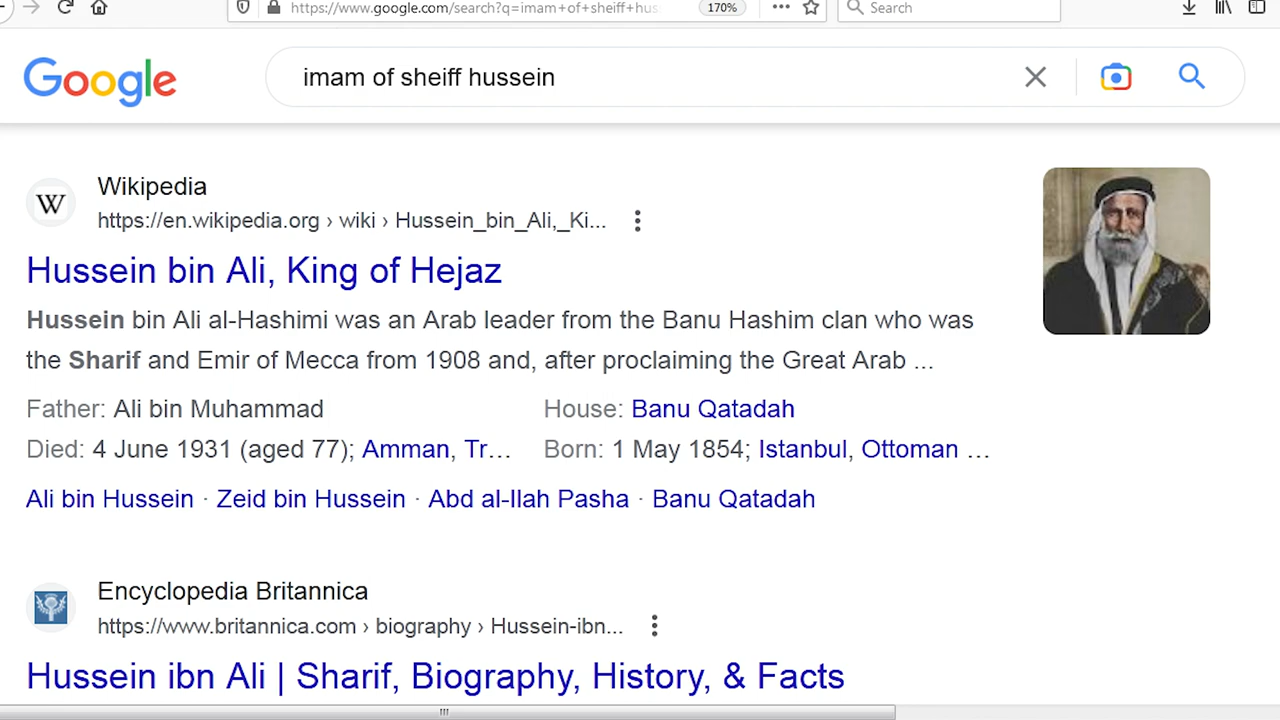 https://www.google.com/search?q=imam+of+sheiff+hus
170%
Search
Google
imam of sheiff hussein
W
Wikipedia
https://en.wikipedia.org › wiki › Hussein_bin_Ali,_Ki...
Hussein bin Ali, King of Hejaz
Hussein bin Ali al-Hashimi was an Arab leader from the Banu Hashim clan who was
the Sharif and Emir of Mecca from 1908 and, after proclaiming the Great Arab ...
Father: Ali bin Muhammad House: Banu Qatadah
Died: 4 June 1931 (aged 77); Amman, Tr... Born: 1 May 1854; Istanbul, Ottoman ...
Ali bin Hussein · Zeid bin Hussein · Abd al-Ilah Pasha · Banu Qatadah
Encyclopedia Britannica
https://www.britannica.com › biography › Hussein-ibn...
Hussein ibn Ali | Sharif, Biography, History, & Facts